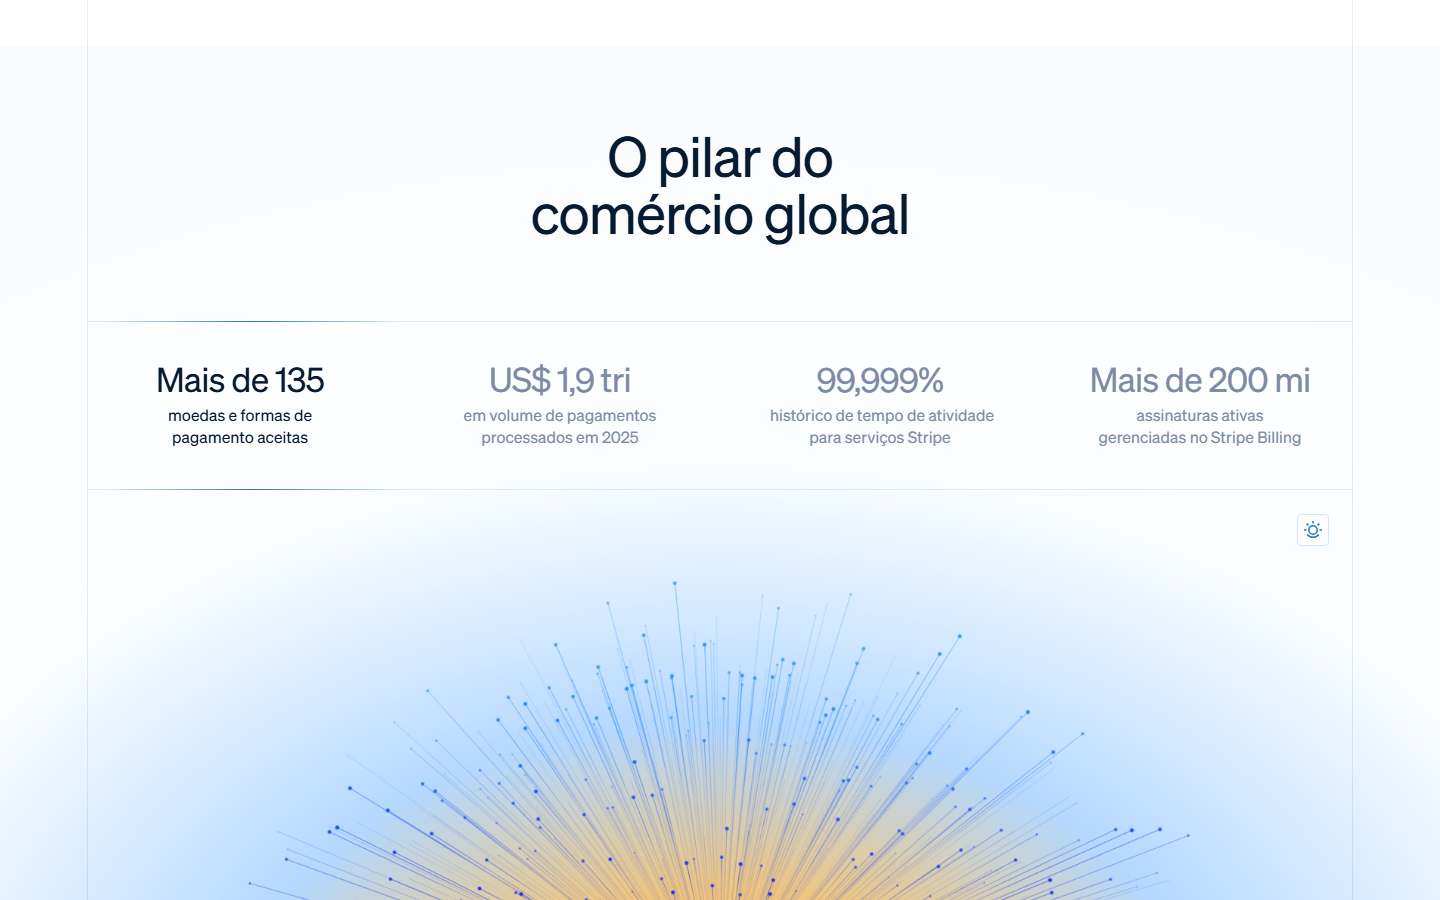 O pilar do
comércio global
Mais de 135
moedas e formas de
pagamento aceitas
US$ 1,9 tri
em volume de pagamentos
processados em 2025
99,999%
histórico de tempo de atividade
para serviços Stripe
Mais de 200 mi
assinaturas ativas
gerenciadas no Stripe Billing